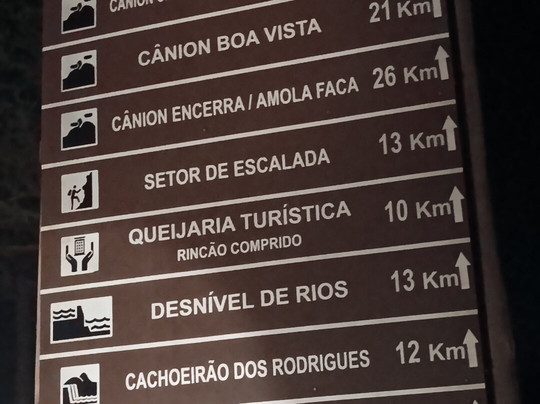 CÂNION
CÂNION BOA VISTA 21 Km
CÂNION ENCERRA / AMOLA FACA 26 Km
SETOR DE ESCALADA 13 Km
QUEIJARIA TURÍSTICA 10 Km
RINCÃO COMPRIDO
DESNÍVEL DE RIOS 13 Km
CACHOEIRÃO DOS RODRIGUES 12 Km